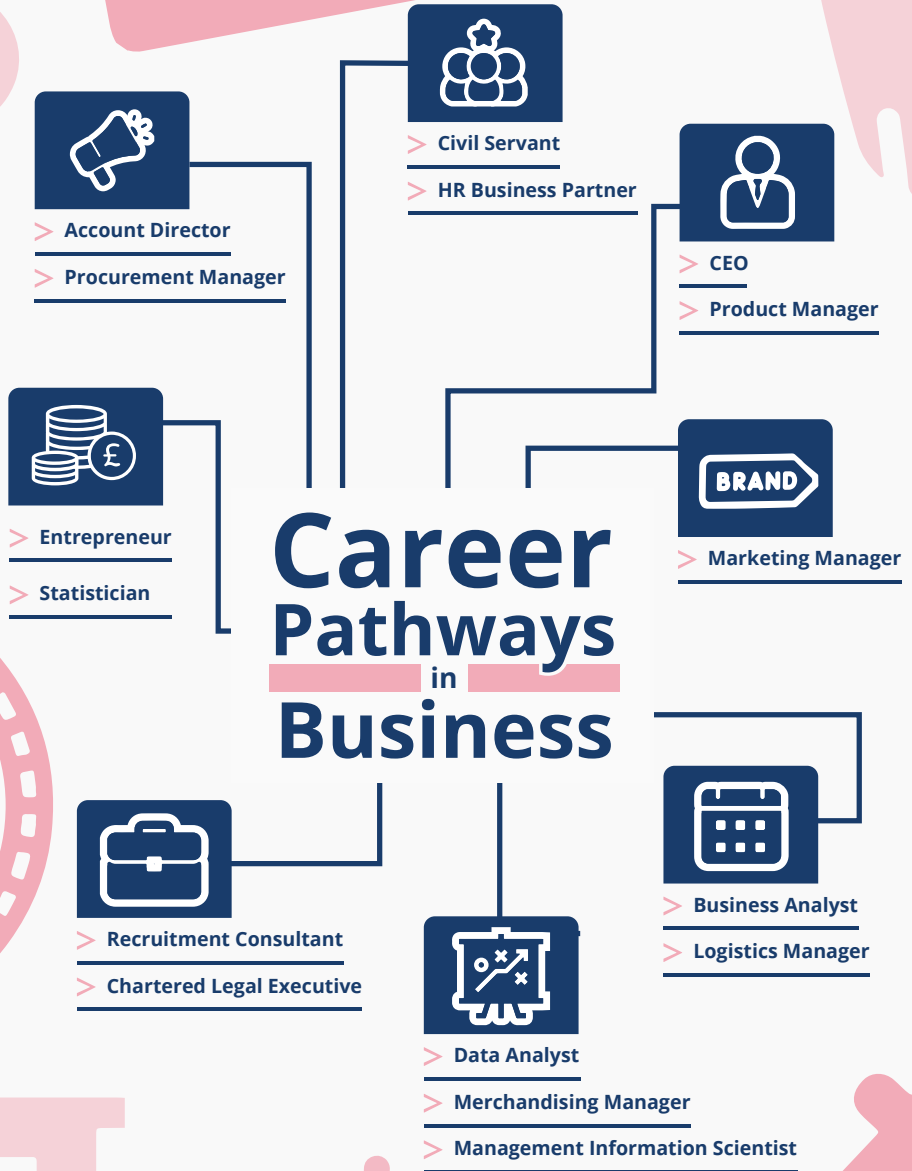 Civil Servant
HR Business Partner
Account Director
Procurement Manager
CEO
Product Manager
£
Entrepreneur
Statistician
BRAND
Marketing Manager
Career
Pathways
in
Business
Recruitment Consultant
Chartered Legal Executive
Business Analyst
Logistics Manager
Data Analyst
Merchandising Manager
Management Information Scientist